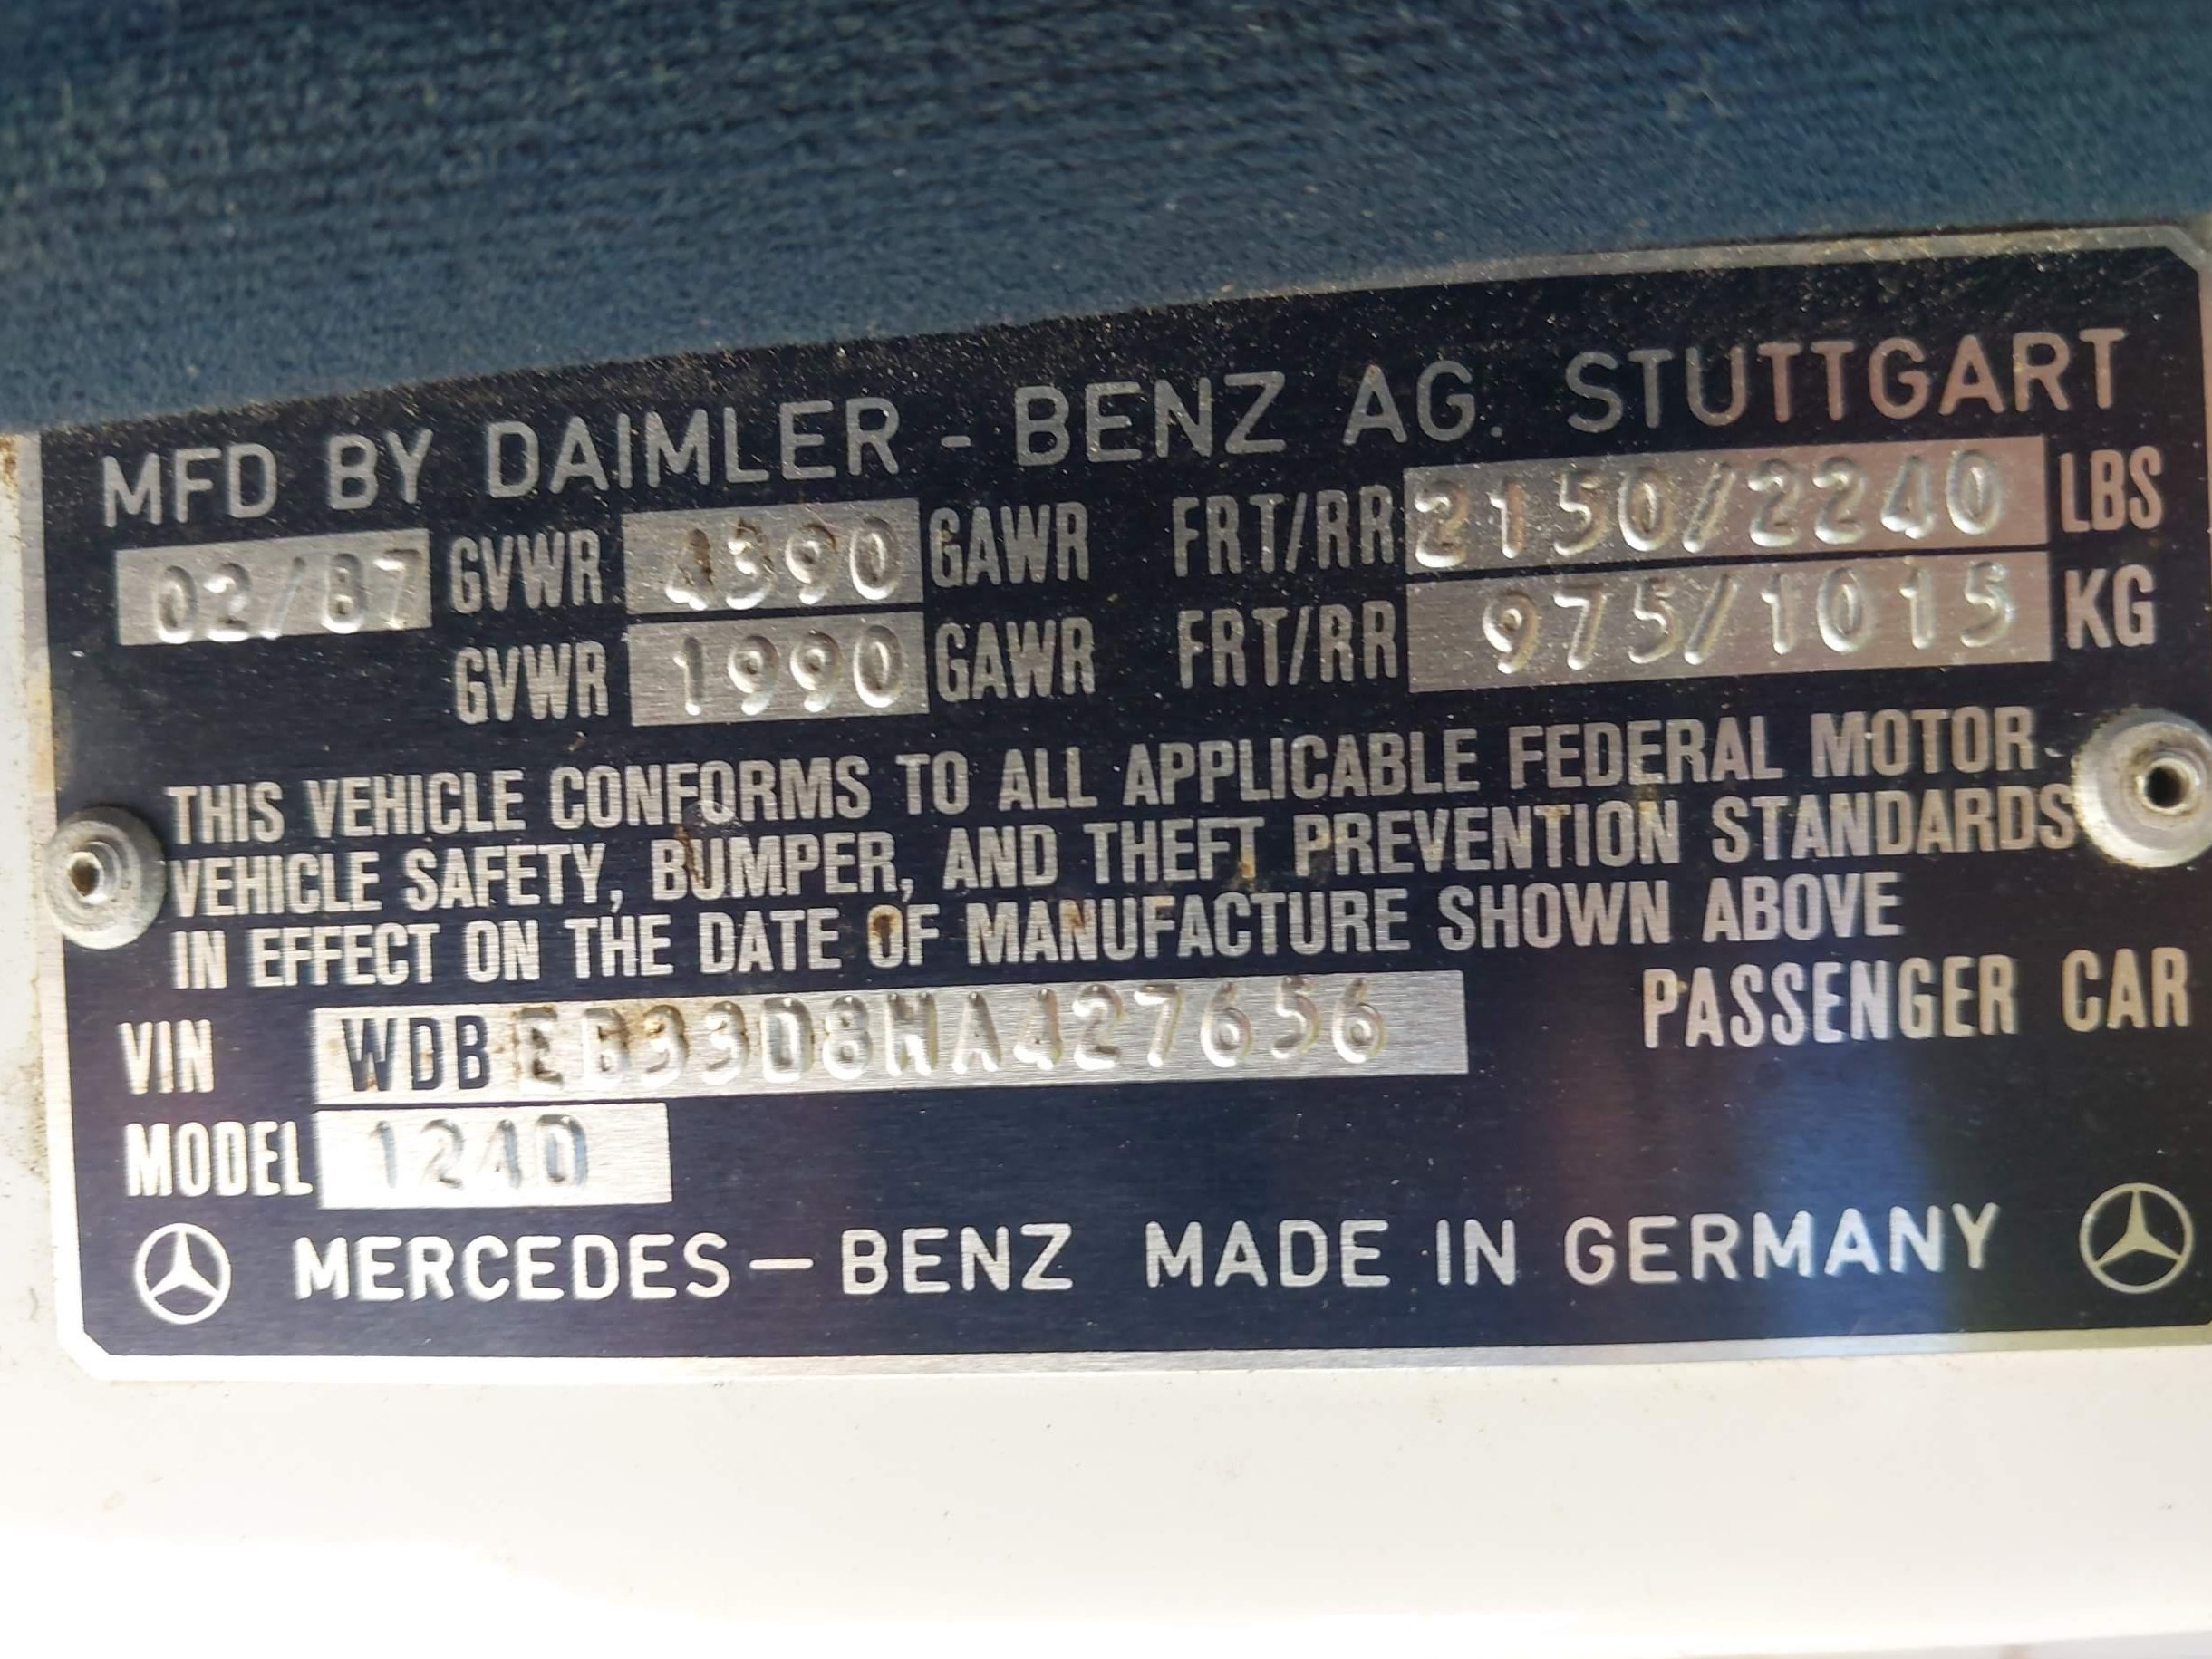 MFD BY DAIMLER - BENZ AG. STUTTGART
02/87 GVWR 4390 GAWR FRT/RR 2150/2240 LBS
GVWR 1990 GAWR FRT/RR 975/1015 KG
THIS VEHICLE CONFORMS TO ALL APPLICABLE FEDERAL MOTOR
VEHICLE SAFETY, BUMPER, AND THEFT PREVENTION STANDARDS
IN EFFECT ON THE DATE OF MANUFACTURE SHOWN ABOVE
VIN WDBEB33D8HA427656 PASSENGER CAR
MODEL 124D
MERCEDES-BENZ MADE IN GERMANY